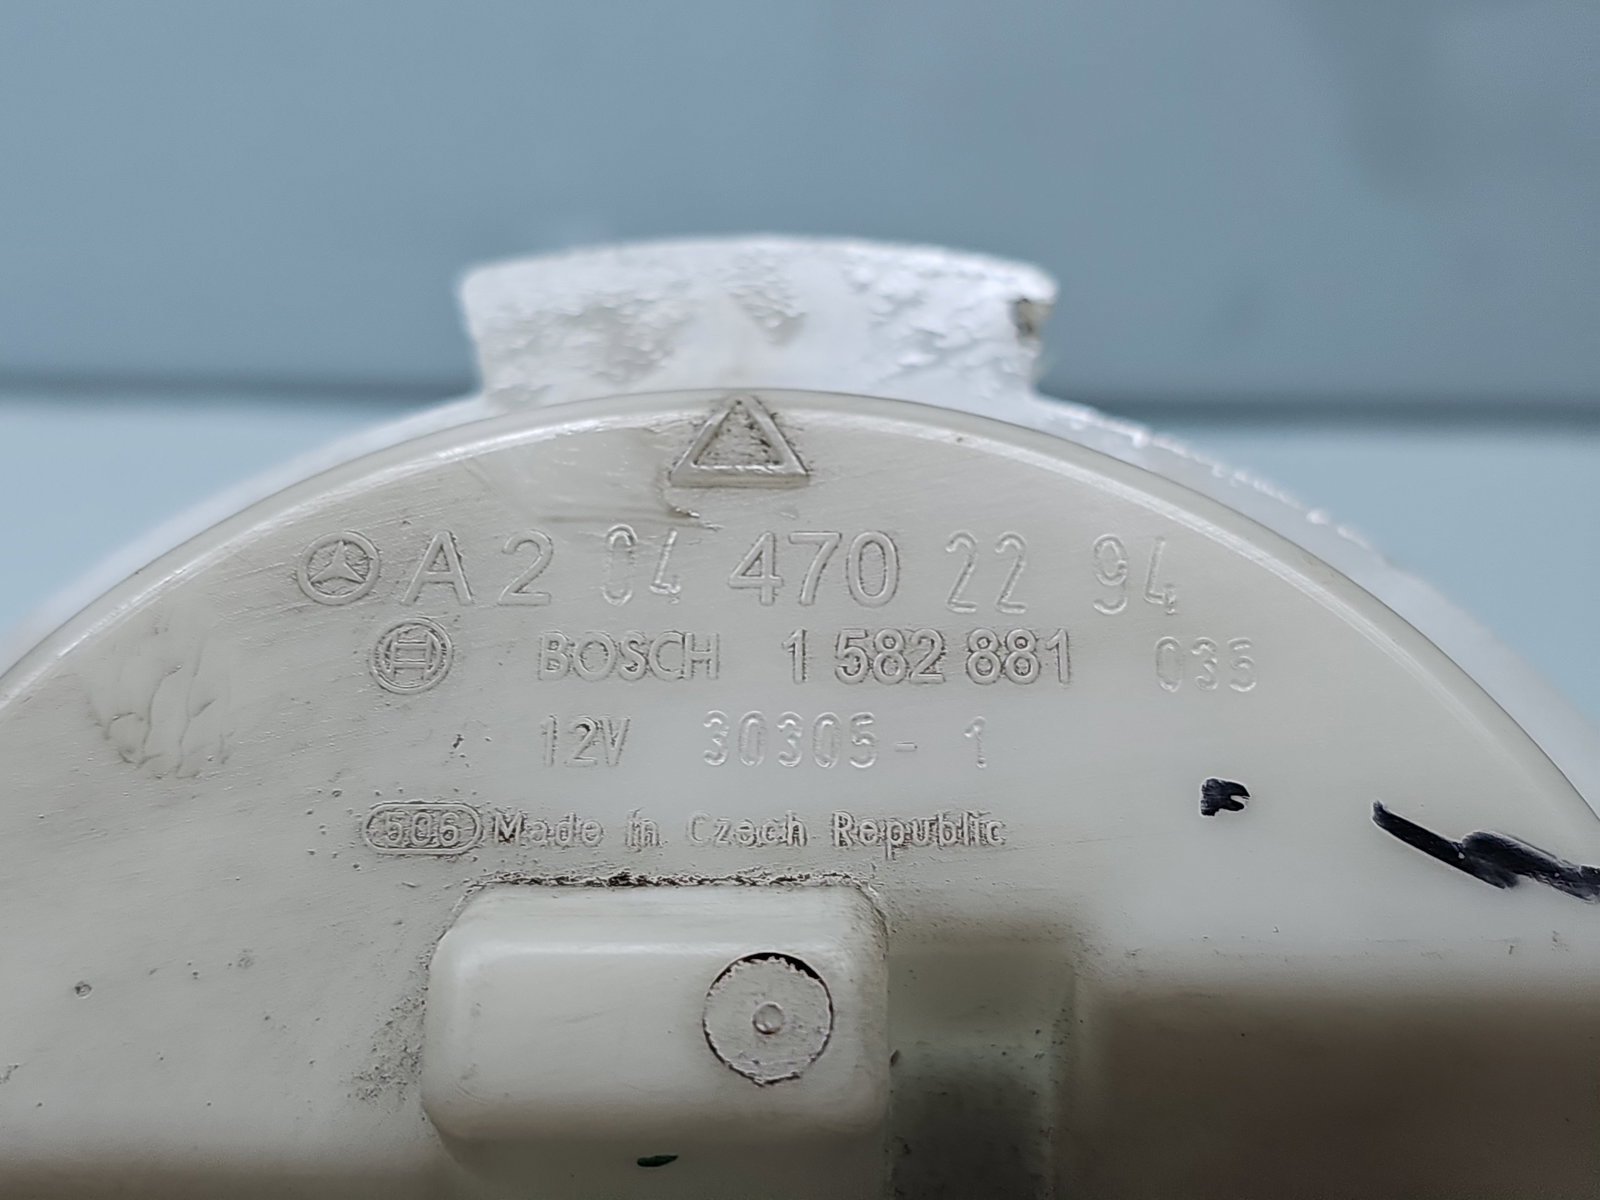 A 2 04 470 22 94
BOSCH 1 582 881 035
12V 30305- 1
506 Made in Czech Republic